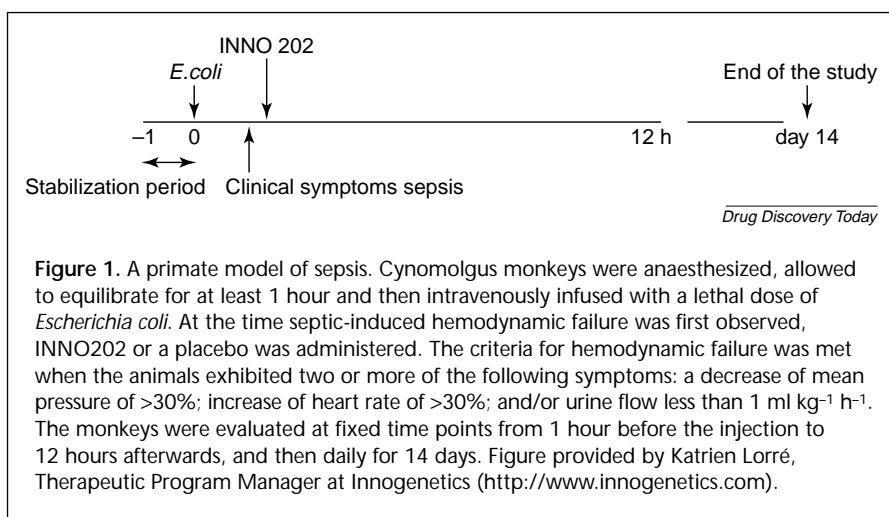 INNO 202
E.coli
End of the study
–1
0
12 h
day 14
Stabilization period
Clinical symptoms sepsis
Drug Discovery Today
Figure 1. A primate model of sepsis. Cynomolgus monkeys were anaesthesized, allowed
to equilibrate for at least 1 hour and then intravenously infused with a lethal dose of
Escherichia coli. At the time septic-induced hemodynamic failure was first observed,
INNO202 or a placebo was administered. The criteria for hemodynamic failure was met
when the animals exhibited two or more of the following symptoms: a decrease of mean
pressure of >30%; increase of heart rate of >30%; and/or urine flow less than 1 ml kg⁻¹ h⁻¹.
The monkeys were evaluated at fixed time points from 1 hour before the injection to
12 hours afterwards, and then daily for 14 days. Figure provided by Katrien Lorré,
Therapeutic Program Manager at Innogenetics (http://www.innogenetics.com).